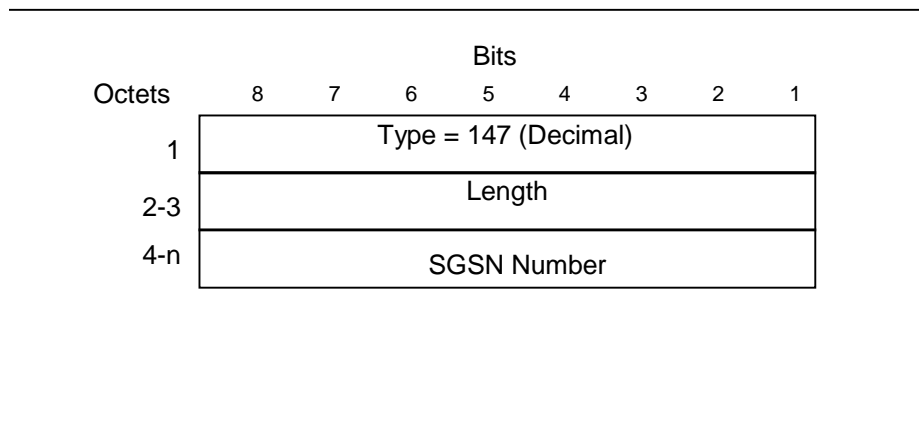 Bits
Octets 8 7 6 5 4 3 2 1
1 Type = 147 (Decimal)
2-3 Length
4-n SGSN Number